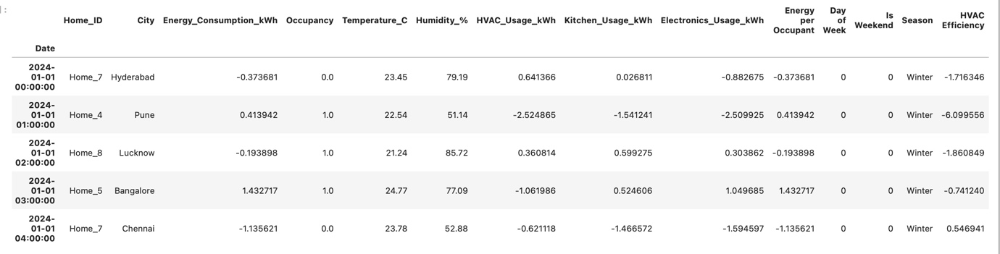 ]:
Home_ID City Energy_Consumption_kWh Occupancy Temperature_C Humidity_% HVAC_Usage_kWh Kitchen_Usage_kWh Electronics_Usage_kWh Energy per Occupant Day of Week Is Weekend Season HVAC Efficiency
Date
2024-01-01 00:00:00 Home_7 Hyderabad -0.373681 0.0 23.45 79.19 0.641366 0.026811 -0.882675 -0.373681 0 0 Winter -1.716346
2024-01-01 01:00:00 Home_4 Pune 0.413942 1.0 22.54 51.14 -2.524865 -1.541241 -2.509925 0.413942 0 0 Winter -6.099556
2024-01-01 02:00:00 Home_8 Lucknow -0.193898 1.0 21.24 85.72 0.360814 0.599275 0.303862 -0.193898 0 0 Winter -1.860849
2024-01-01 03:00:00 Home_5 Bangalore 1.432717 1.0 24.77 77.09 -1.061986 0.524606 1.049685 1.432717 0 0 Winter -0.741240
2024-01-01 04:00:00 Home_7 Chennai -1.135621 0.0 23.78 52.88 -0.621118 -1.466572 -1.594597 -1.135621 0 0 Winter 0.546941